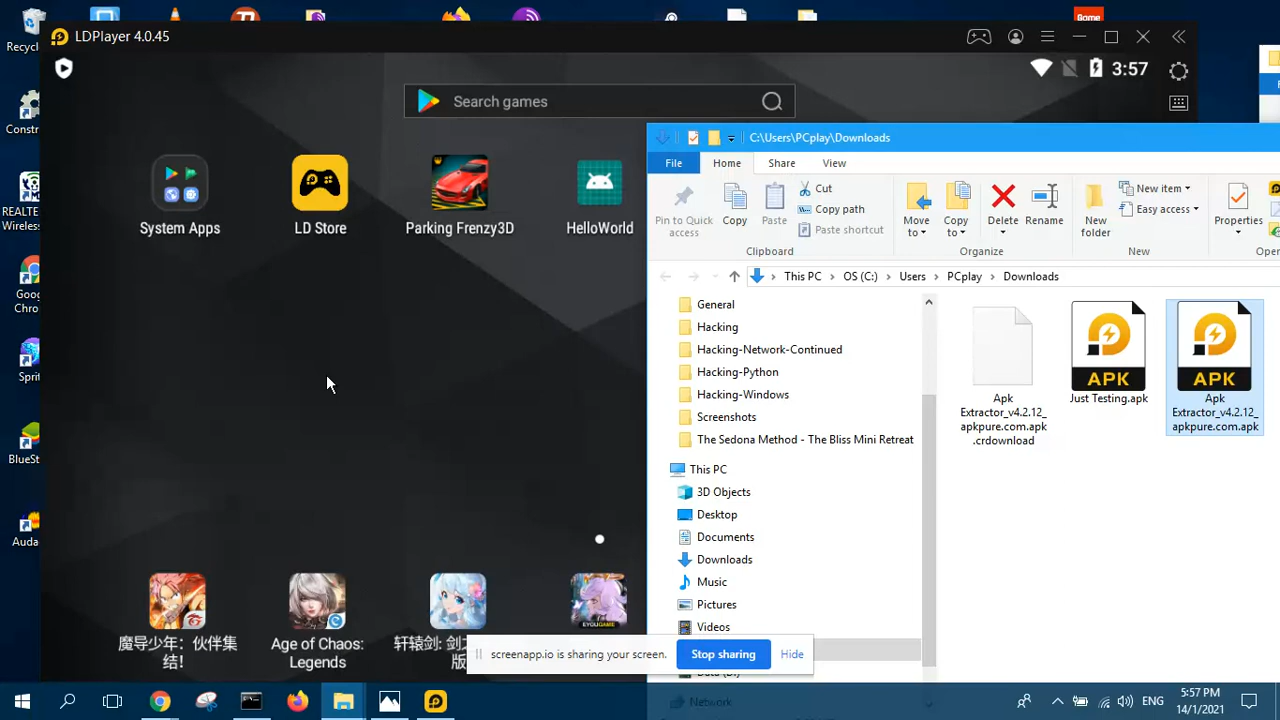 LDPlayer 4.0.45
3:57
Search games
System Apps
LD Store
Parking Frenzy3D
HelloWorld
魔导少年：伙伴集
结！
Age of Chaos:
Legends
轩辕剑: 剑
版
Recycl
Constr
REALTE
Wireles
Goog
Chro
Sprit
BlueSt
Auda
Game
C:\Users\PCplay\Downloads
File
Home
Share
View
Pin to Quick
access
Copy
Paste
Cut
Copy path
Paste shortcut
Clipboard
Move
to
Copy
to
Delete
Rename
Organize
New
folder
New item
Easy access
New
Properties
Open
This PC
OS (C:)
Users
PCplay
Downloads
General
Hacking
Hacking-Network-Continued
Hacking-Python
Hacking-Windows
Screenshots
The Sedona Method - The Bliss Mini Retreat
This PC
3D Objects
Desktop
Documents
Downloads
Music
Pictures
Videos
Network
Apk
Extractor_v4.2.12_
apkpure.com.apk
.crdownload
APK
Just Testing.apk
APK
Apk
Extractor_v4.2.12_
apkpure.com.apk
screenapp.io is sharing your screen.
Stop sharing
Hide
ENG
5:57 PM
14/1/2021